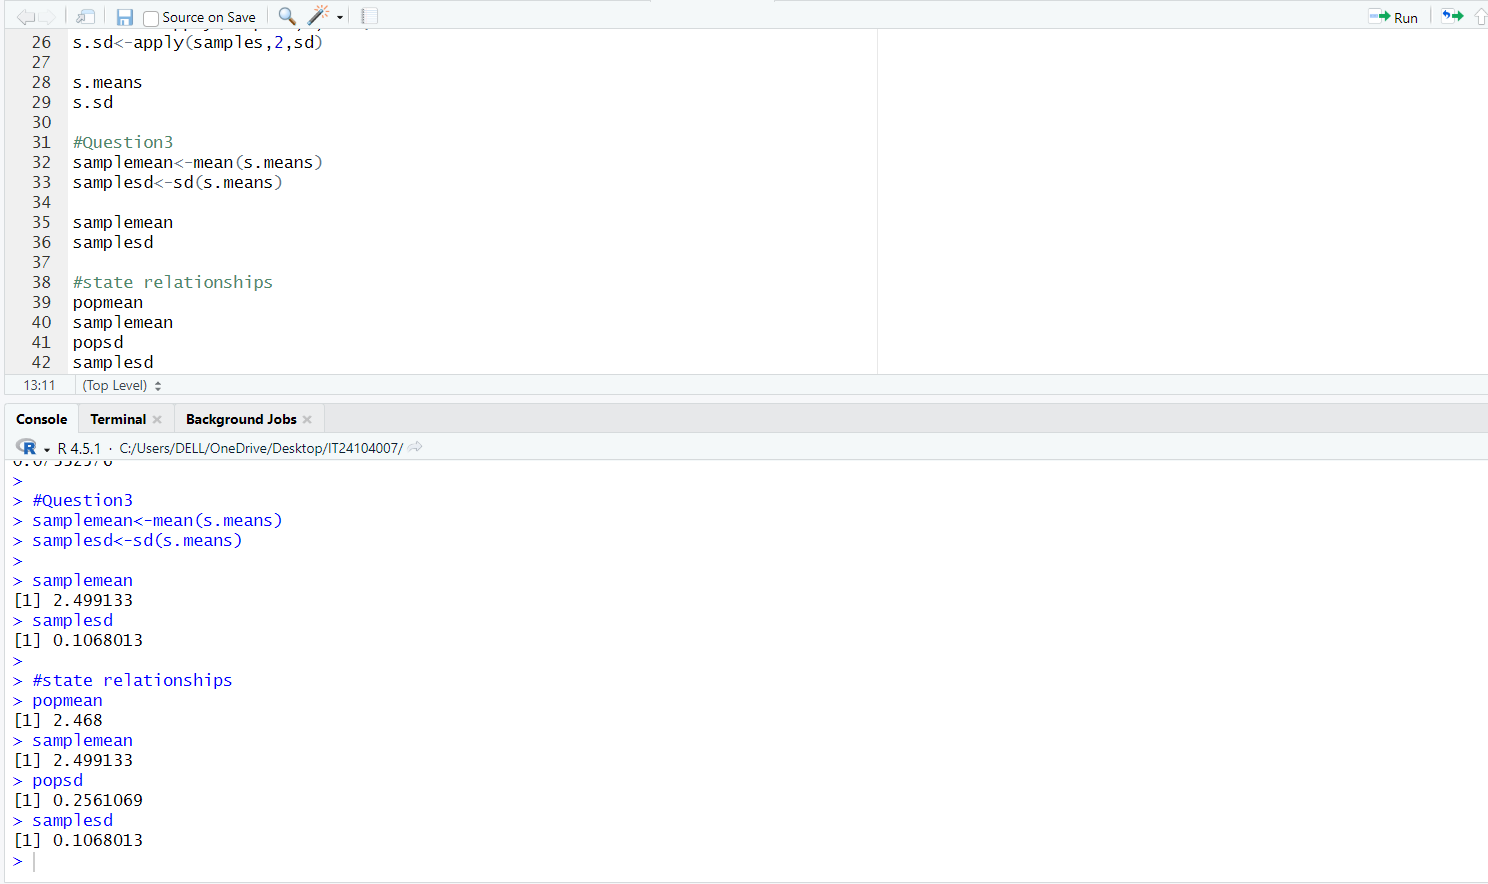 Source on Save
Run
26 s.sd<-apply(samples,2,sd)
27
28 s.means
29 s.sd
30
31 #Question3
32 samplemean<-mean(s.means)
33 samplesd<-sd(s.means)
34
35 samplemean
36 samplesd
37
38 #state relationships
39 popmean
40 samplemean
41 popsd
42 samplesd
13:11 (Top Level)
Console Terminal Background Jobs
R 4.5.1 · C:/Users/DELL/OneDrive/Desktop/IT24104007/
>
> #Question3
> samplemean<-mean(s.means)
> samplesd<-sd(s.means)
>
> samplemean
[1] 2.499133
> samplesd
[1] 0.1068013
>
> #state relationships
> popmean
[1] 2.468
> samplemean
[1] 2.499133
> popsd
[1] 0.2561069
> samplesd
[1] 0.1068013
>